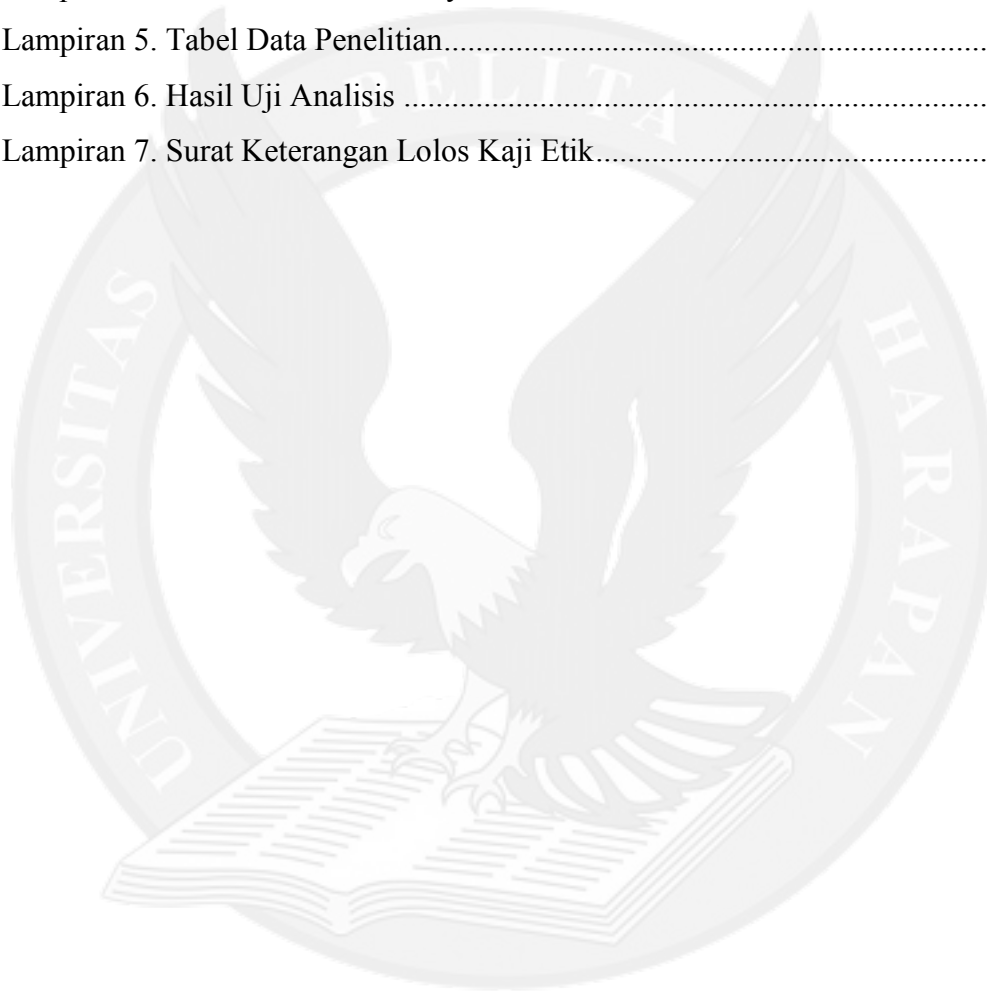 Lampiran 5. Tabel Data Penelitian........................................................................
Lampiran 6. Hasil Uji Analisis .............................................................................
Lampiran 7. Surat Keterangan Lolos Kaji Etik....................................................
UNIVERSITAS PELITA HARAPAN